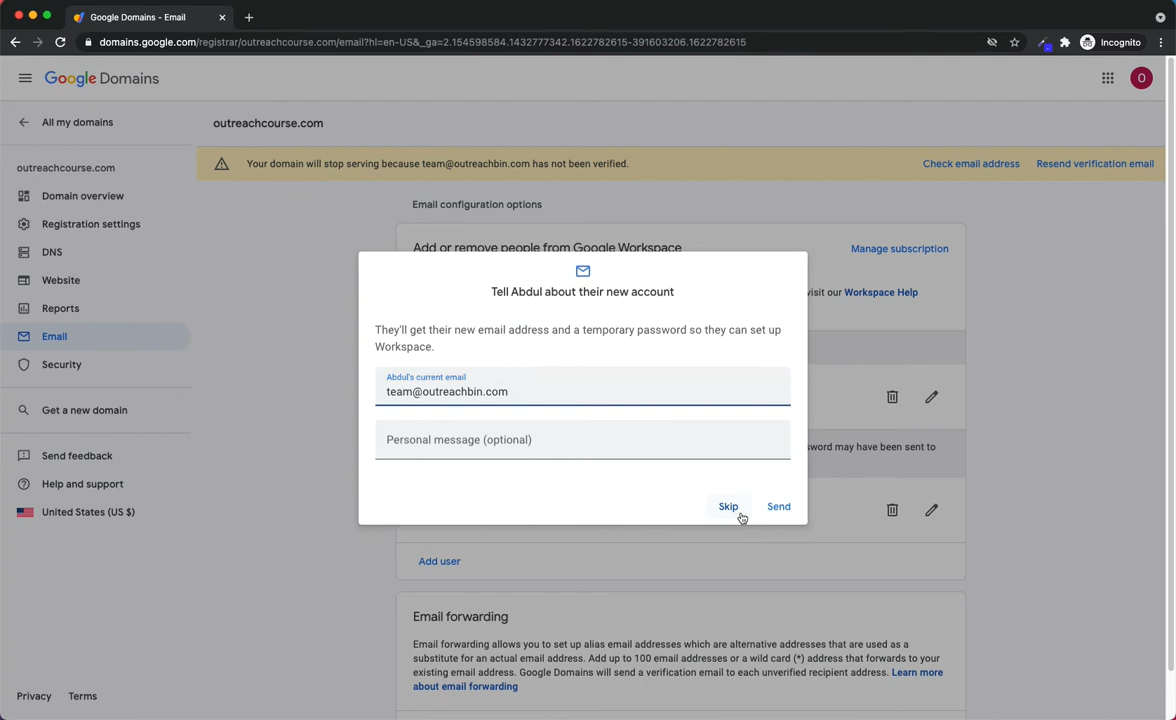 Google Domains - Email
domains.google.com/registrar/outreachcourse.com/email?hl=en-US&_ga=2.154598584.1432777342.1622782615-391603206.1622782615
Incognito
Google Domains
O
All my domains
outreachcourse.com
outreachcourse.com
Your domain will stop serving because team@outreachbin.com has not been verified.
Check email address
Resend verification email
Domain overview
Registration settings
DNS
Website
Reports
Email
Security
Get a new domain
Send feedback
Help and support
United States (US $)
Privacy
Terms
Email configuration options
Add or remove people from Google Workspace
Manage subscription
visit our Workspace Help
Tell Abdul about their new account
They'll get their new email address and a temporary password so they can set up
Workspace.
Abdul's current email
team@outreachbin.com
Personal message (optional)
Skip
Send
may have been sent to
Add user
Email forwarding
Email forwarding allows you to set up alias email addresses which are alternative addresses that are used as a
substitute for an actual email address. Add up to 100 email addresses or a wild card (*) address that forwards to your
existing email address. Google Domains will send a verification email to each unverified recipient address. Learn more
about email forwarding